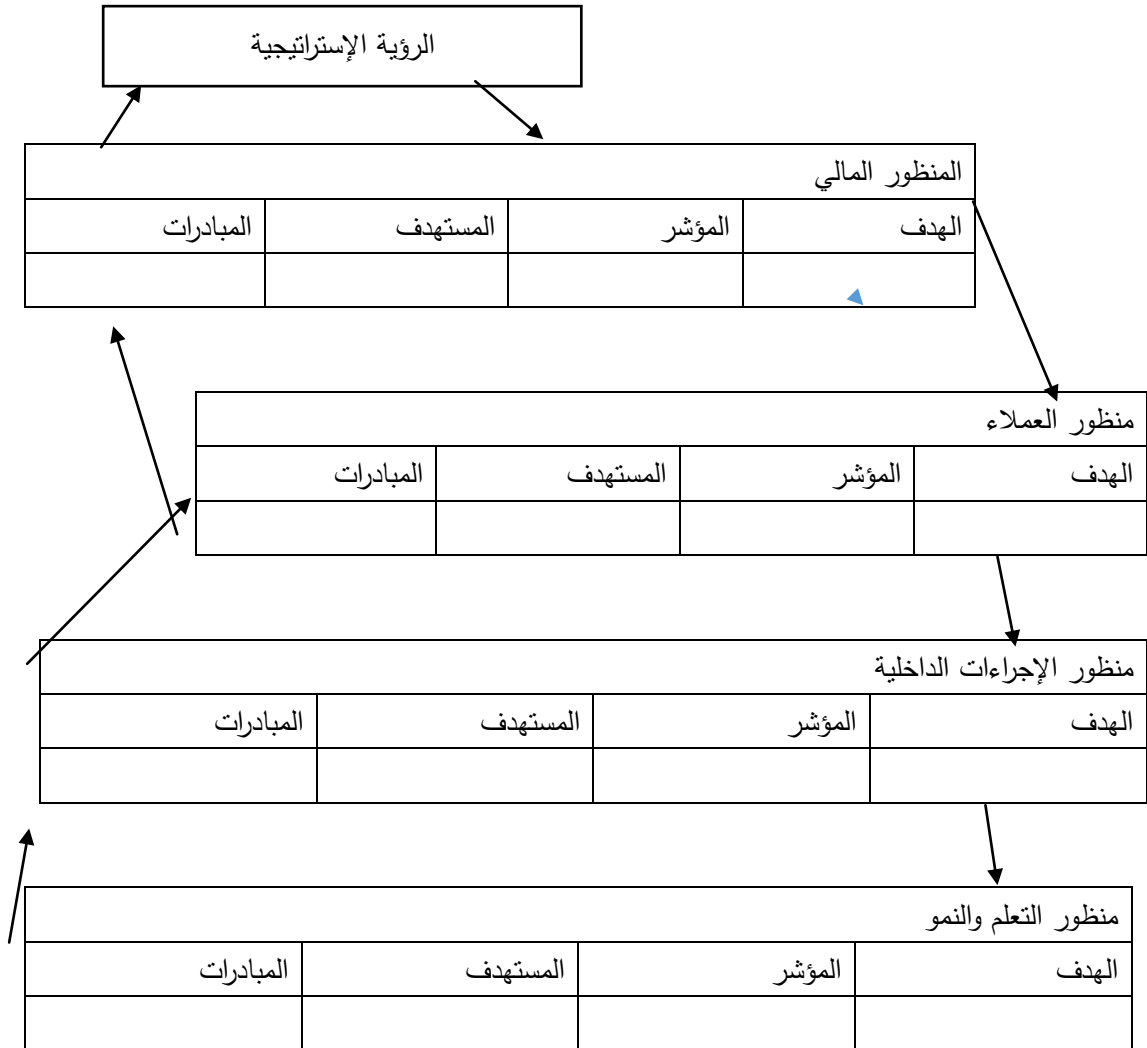 الرؤية الإستراتيجية
المنظور المالي
الهدف المؤشر المستهدف المبادرات
منظور العملاء
الهدف المؤشر المستهدف المبادرات
منظور الإجراءات الداخلية
الهدف المؤشر المستهدف المبادرات
منظور التعلم والنمو
الهدف المؤشر المستهدف المبادرات